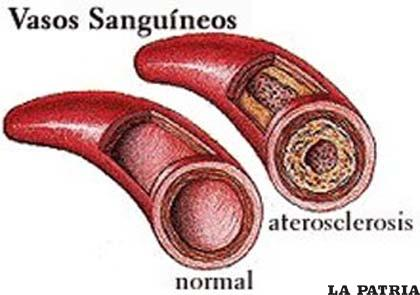 Vasos Sanguíneos
aterosclerosis
normal
LA PATRIA